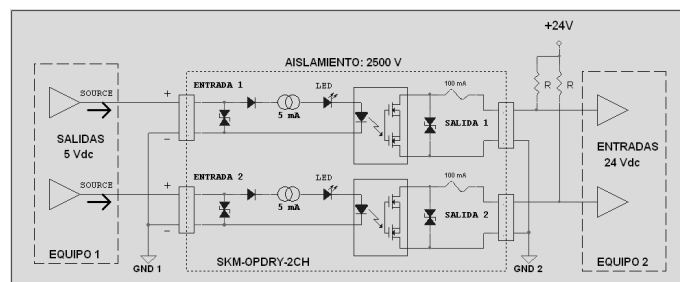 +24V
AISLAMIENTO: 2500 V
SOURCE
+
ENTRADA 1
LED
5 mA
100 mA
SALIDA 1
R
R
SALIDAS
5 Vdc
−
ENTRADAS
24 Vdc
SOURCE
+
ENTRADA 2
LED
5 mA
100 mA
SALIDA 2
−
EQUIPO 1
GND 1
SKM-OPDRY-2CH
GND 2
EQUIPO 2